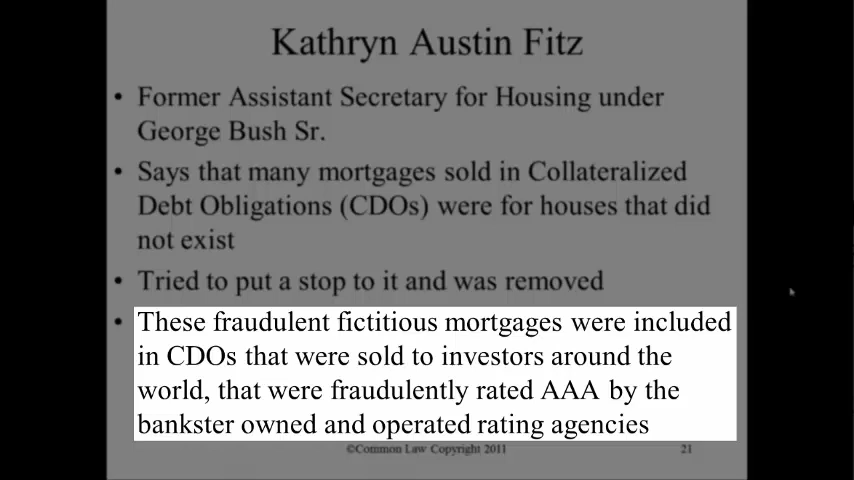 Kathryn Austin Fitz
• Former Assistant Secretary for Housing under
George Bush Sr.
• Says that many mortgages sold in Collateralized
Debt Obligations (CDOs) were for houses that did
not exist
• Tried to put a stop to it and was removed
• These fraudulent fictitious mortgages were included
in CDOs that were sold to investors around the
world, that were fraudulently rated AAA by the
bankster owned and operated rating agencies
©Common Law Copyright 2011
21